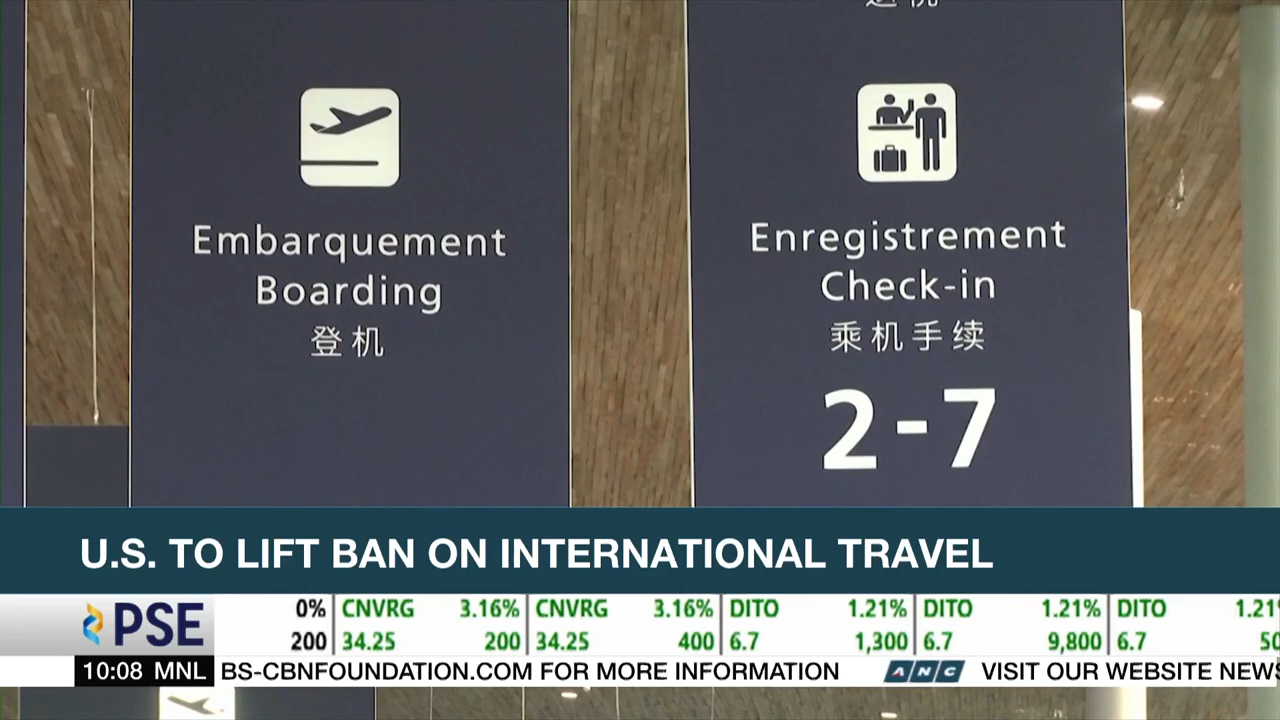 Embarquement
Boarding
登机
Enregistrement
Check-in
乘机手续
2-7
U.S. TO LIFT BAN ON INTERNATIONAL TRAVEL
PSE
0% CNVRG 3.16% CNVRG 3.16% DITO 1.21% DITO 1.21% DITO
200 34.25 200 34.25 400 6.7 1,300 6.7 9,800 6.7
10:08 MNL BS-CBNFOUNDATION.COM FOR MORE INFORMATION ANC VISIT OUR WEBSITE NEWS